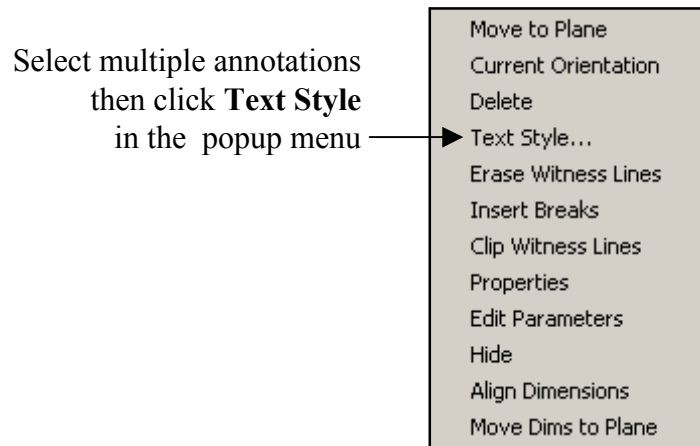 Select multiple annotations
then click Text Style
in the popup menu
Move to Plane
Current Orientation
Delete
Text Style...
Erase Witness Lines
Insert Breaks
Clip Witness Lines
Properties
Edit Parameters
Hide
Align Dimensions
Move Dims to Plane